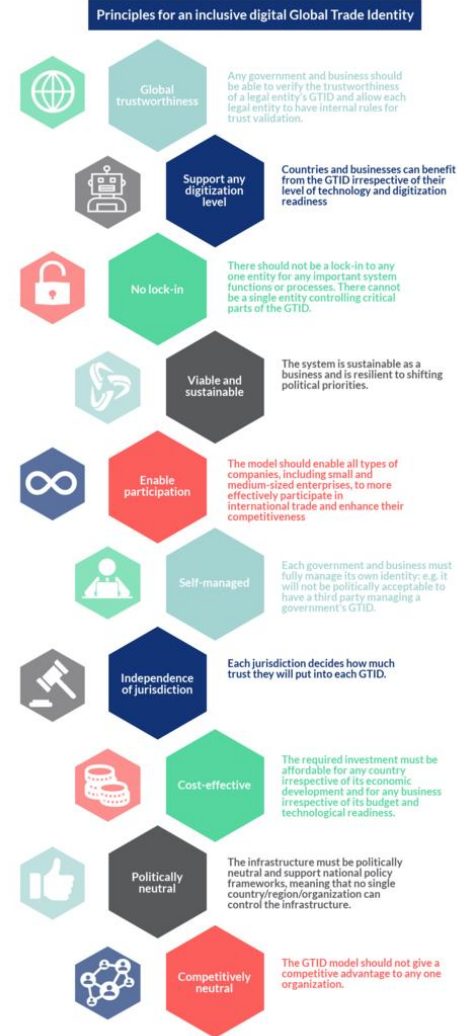 Principles for an inclusive digital Global Trade Identity
Global
trustworthiness
Any government and business should
be able to verify the trustworthiness
of a legal entity's GTID and allow each
legal entity to have internal rules for
trust validation.
Support any
digitization
level
Countries and businesses can benefit
from the GTID irrespective of their
level of technology and digitization
readiness
No lock-in
There should not be a lock-in to any
one entity for any important system
functions or processes. There cannot
be a single entity controlling critical
parts of the GTID.
Viable and
sustainable
The system is sustainable as a
business and is resilient to shifting
political priorities.
Enable
participation
The model should enable all types of
companies, including small and
medium-sized enterprises, to more
effectively participate in
international trade and enhance their
competitiveness
Self-managed
Each government and business must
fully manage its own identity; e.g. it
will not be politically acceptable to
have a third party managing a
government's GTID.
Independence
of jurisdiction
Each jurisdiction decides how much
trust they will put into each GTID.
Cost-effective
The required investment must be
affordable for any country
irrespective of its economic
development and for any business
irrespective of its budget and
technological readiness.
Politically
neutral
The infrastructure must be politically
neutral and support national policy
frameworks, meaning that no single
country/region/organization can
control the infrastructure.
Competitively
neutral
The GTID model should not give a
competitive advantage to any one
organization.